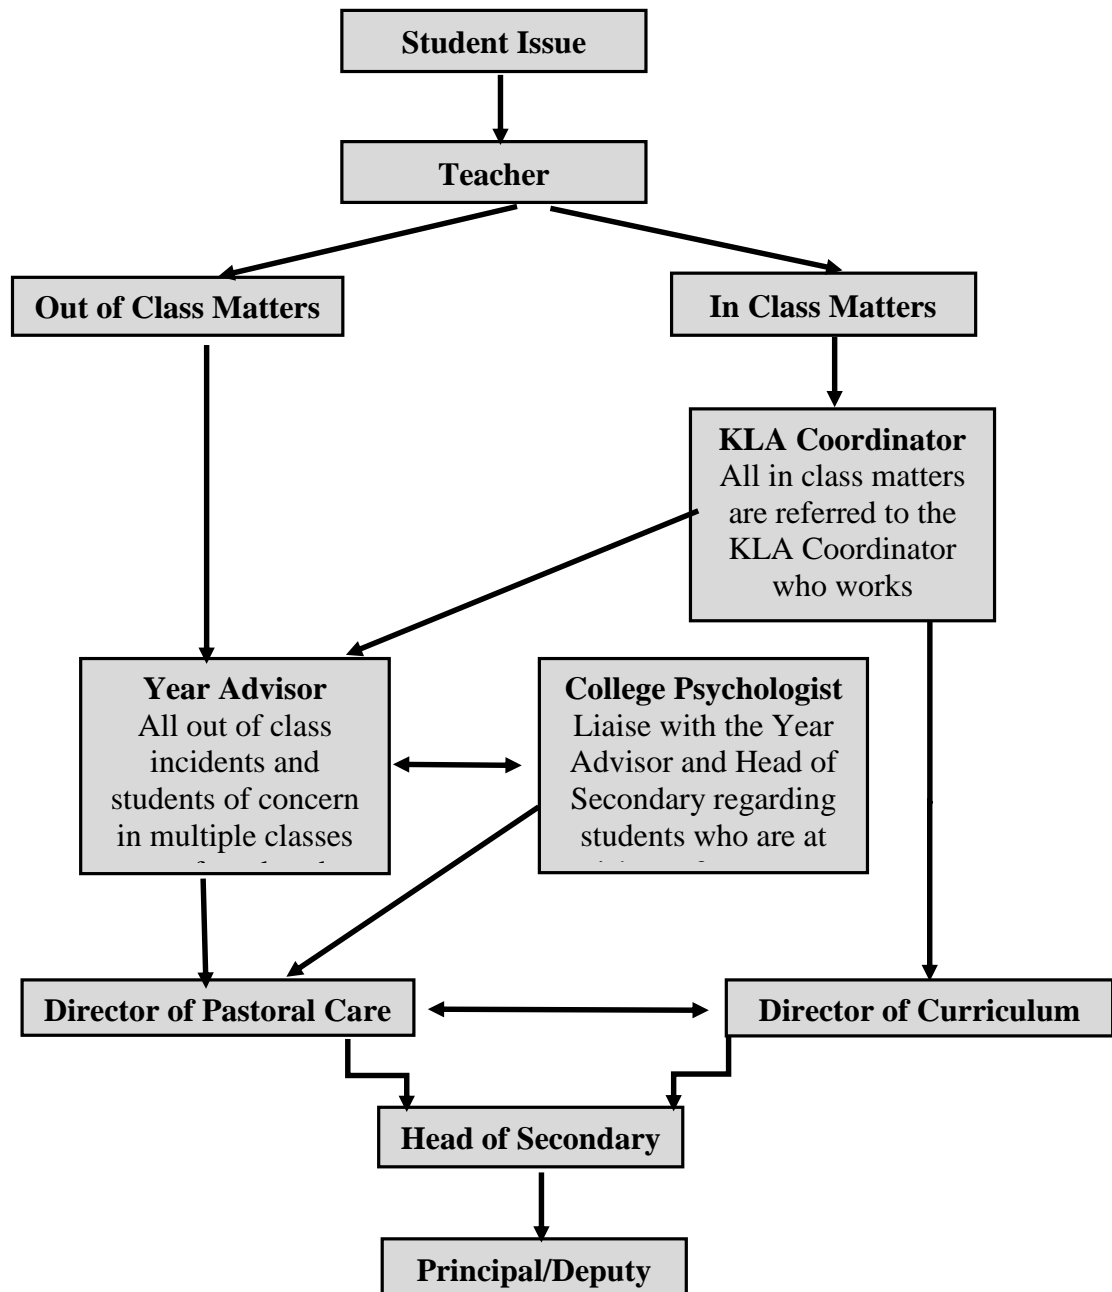 Student Issue
Teacher
Out of Class Matters
In Class Matters
KLA Coordinator
All in class matters
are referred to the
KLA Coordinator
who works
Year Advisor
All out of class
incidents and
students of concern
in multiple classes
College Psychologist
Liaise with the Year
Advisor and Head of
Secondary regarding
students who are at
Director of Pastoral Care
Director of Curriculum
Head of Secondary
Principal/Deputy